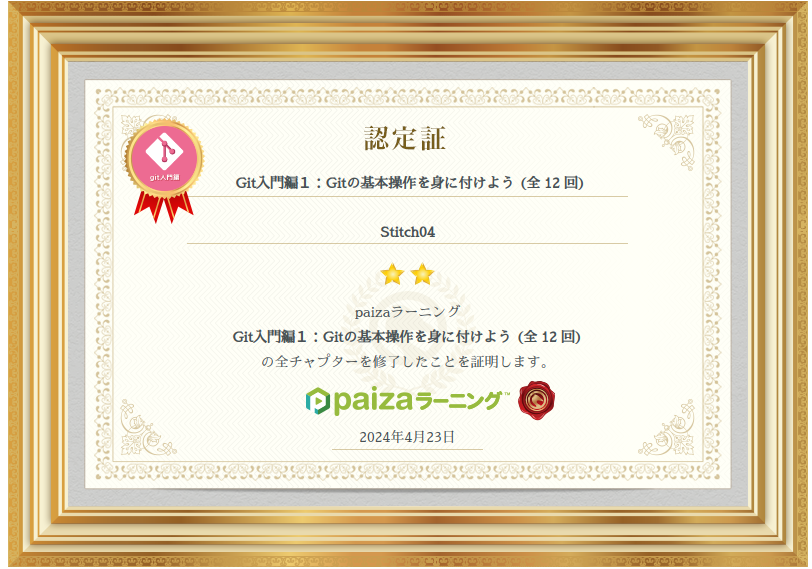 認定証
git入門編
Git入門編１：Gitの基本操作を身に付けよう (全 12 回)
Stitch04
paizaラーニング
Git入門編１：Gitの基本操作を身に付けよう (全 12 回)
の全チャプターを修了したことを証明します。
paizaラーニング™
2024年4月23日